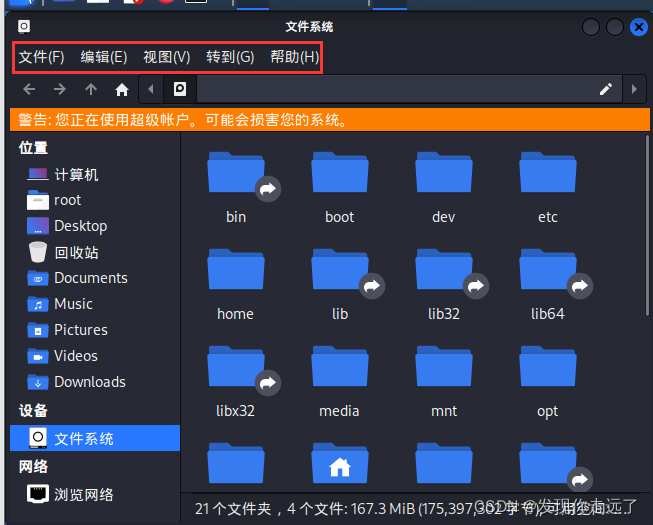 文件系统
文件(F) 编辑(E) 视图(V) 转到(G) 帮助(H)
警告: 您正在使用超级帐户。可能会损害您的系统。
位置
计算机
root
Desktop
回收站
Documents
Music
Pictures
Videos
Downloads
设备
文件系统
网络
浏览网络
bin boot dev etc
home lib lib32 lib64
libx32 media mnt opt
21 个文件夹，4 个文件: 167.3 MiB (175,397,302 字节), 可用空间:
CSDN @发现你走远了